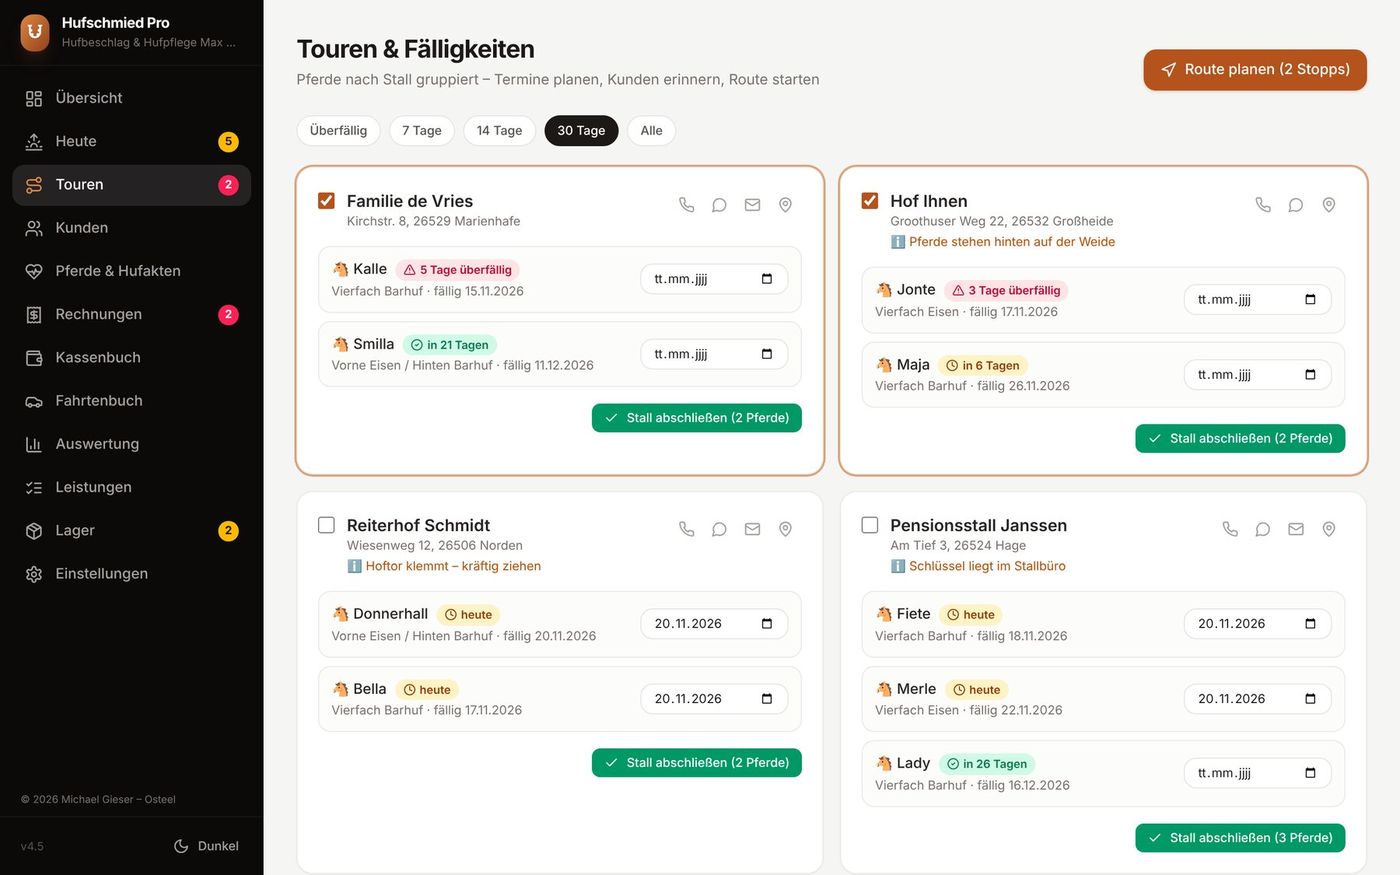 Hufschmied Pro
Hufbeschlag & Hufpflege Max ...
Übersicht
Heute 5
Touren 2
Kunden
Pferde & Hufakten
Rechnungen 2
Kassenbuch
Fahrtenbuch
Auswertung
Leistungen
Lager 2
Einstellungen
© 2026 Michael Gieser – Osteel
v4.5 Dunkel
Touren & Fälligkeiten
Pferde nach Stall gruppiert – Termine planen, Kunden erinnern, Route starten
Route planen (2 Stopps)
Überfällig 7 Tage 14 Tage 30 Tage Alle
Familie de Vries
Kirchstr. 8, 26529 Marienhafe
Kalle 5 Tage überfällig
Vierfach Barhuf · fällig 15.11.2026
tt.mm.jjjj
Smilla in 21 Tagen
Vorne Eisen / Hinten Barhuf · fällig 11.12.2026
tt.mm.jjjj
Stall abschließen (2 Pferde)
Hof Ihnen
Groothuser Weg 22, 26532 Großheide
Pferde stehen hinten auf der Weide
Jonte 3 Tage überfällig
Vierfach Eisen · fällig 17.11.2026
tt.mm.jjjj
Maja in 6 Tagen
Vierfach Barhuf · fällig 26.11.2026
tt.mm.jjjj
Stall abschließen (2 Pferde)
Reiterhof Schmidt
Wiesenweg 12, 26506 Norden
Hoftor klemmt – kräftig ziehen
Donnerhall heute
Vorne Eisen / Hinten Barhuf · fällig 20.11.2026
20.11.2026
Bella heute
Vierfach Barhuf · fällig 17.11.2026
20.11.2026
Stall abschließen (2 Pferde)
Pensionsstall Janssen
Am Tief 3, 26524 Hage
Schlüssel liegt im Stallbüro
Fiete heute
Vierfach Barhuf · fällig 18.11.2026
20.11.2026
Merle heute
Vierfach Eisen · fällig 22.11.2026
20.11.2026
Lady in 26 Tagen
Vierfach Barhuf · fällig 16.12.2026
tt.mm.jjjj
Stall abschließen (3 Pferde)